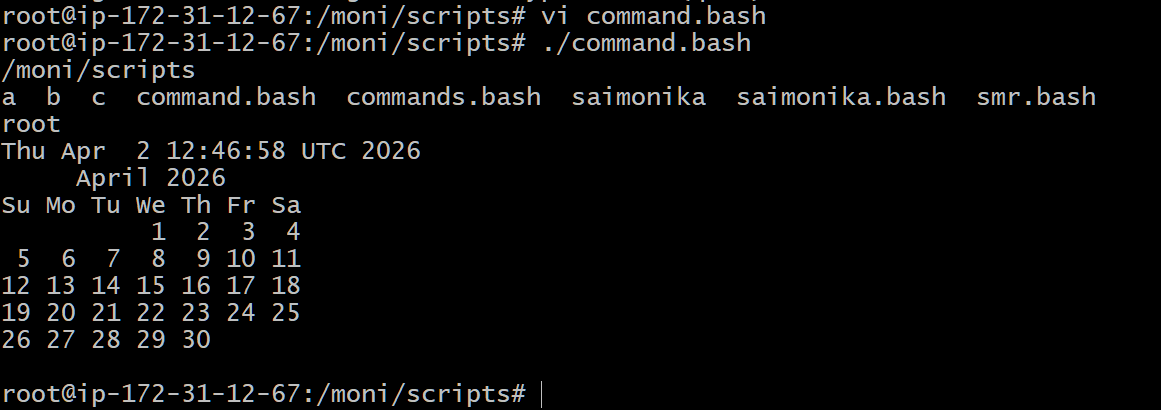 root@ip-172-31-12-67:/moni/scripts# vi command.bash
root@ip-172-31-12-67:/moni/scripts# ./command.bash
/moni/scripts
a  b  c  command.bash  commands.bash  saimonika  saimonika.bash  smr.bash
root
Thu Apr  2 12:46:58 UTC 2026
     April 2026
Su Mo Tu We Th Fr Sa
          1  2  3  4
 5  6  7  8  9 10 11
12 13 14 15 16 17 18
19 20 21 22 23 24 25
26 27 28 29 30

root@ip-172-31-12-67:/moni/scripts#